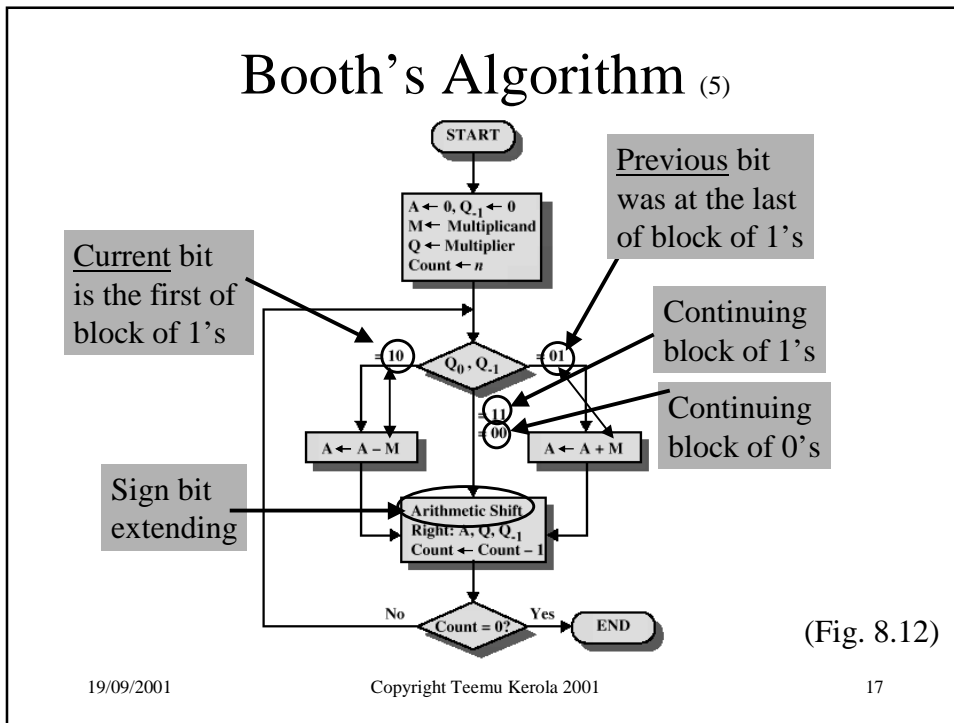 Booth's Algorithm (5)
START
A ← 0, Q₋₁ ← 0
M ← Multiplicand
Q ← Multiplier
Count ← n
Previous bit
was at the last
of block of 1's
Current bit
is the first of
block of 1's
Continuing
block of 1's
= 10
Q₀ , Q₋₁
= 01
= 11
= 00
Continuing
block of 0's
A ← A – M
A ← A + M
Sign bit
extending
Arithmetic Shift
Right: A, Q, Q₋₁
Count ← Count – 1
No
Count = 0?
Yes
END
(Fig. 8.12)
19/09/2001
Copyright Teemu Kerola 2001
17